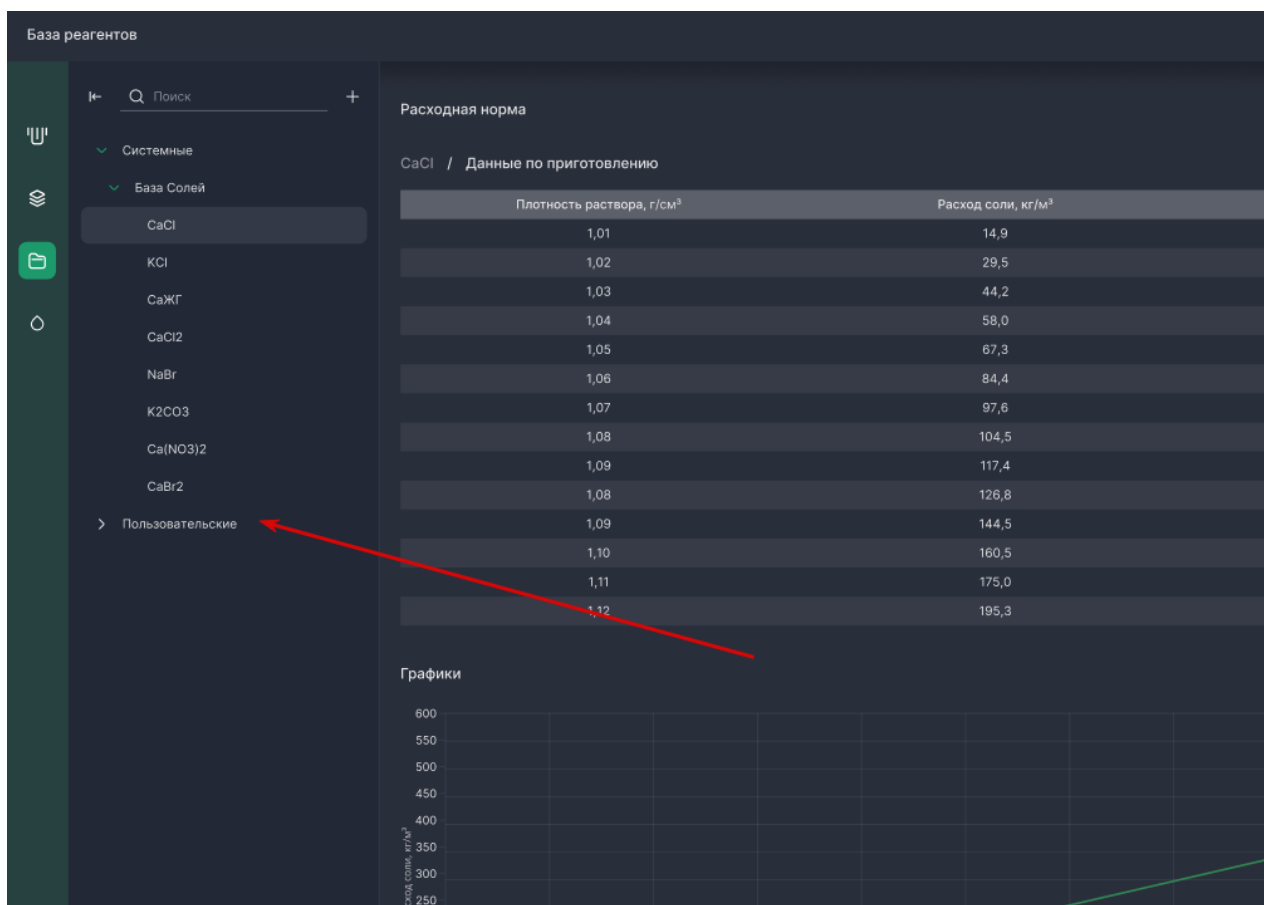 База реагентов
Поиск
Системные
База Солей
CaCl
KCl
CaЖГ
CaCl2
NaBr
K2CO3
Ca(NO3)2
CaBr2
Пользовательские
Расходная норма
CaCl / Данные по приготовлению
Плотность раствора, г/см³ Расход соли, кг/м³
1,01 14,9
1,02 29,5
1,03 44,2
1,04 58,0
1,05 67,3
1,06 84,4
1,07 97,6
1,08 104,5
1,09 117,4
1,08 126,8
1,09 144,5
1,10 160,5
1,11 175,0
1,12 195,3
Графики
600
550
500
450
400
350
300
250
соли, кг/м³